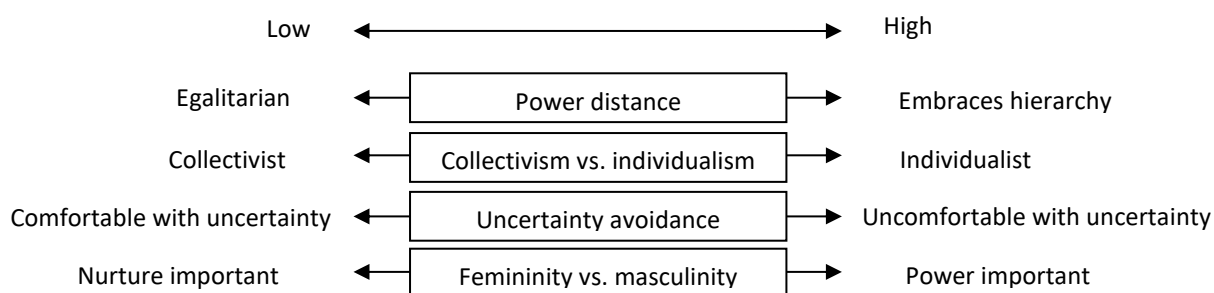 Low High
Egalitarian Power distance Embraces hierarchy
Collectivist Collectivism vs. individualism Individualist
Comfortable with uncertainty Uncertainty avoidance Uncomfortable with uncertainty
Nurture important Femininity vs. masculinity Power important